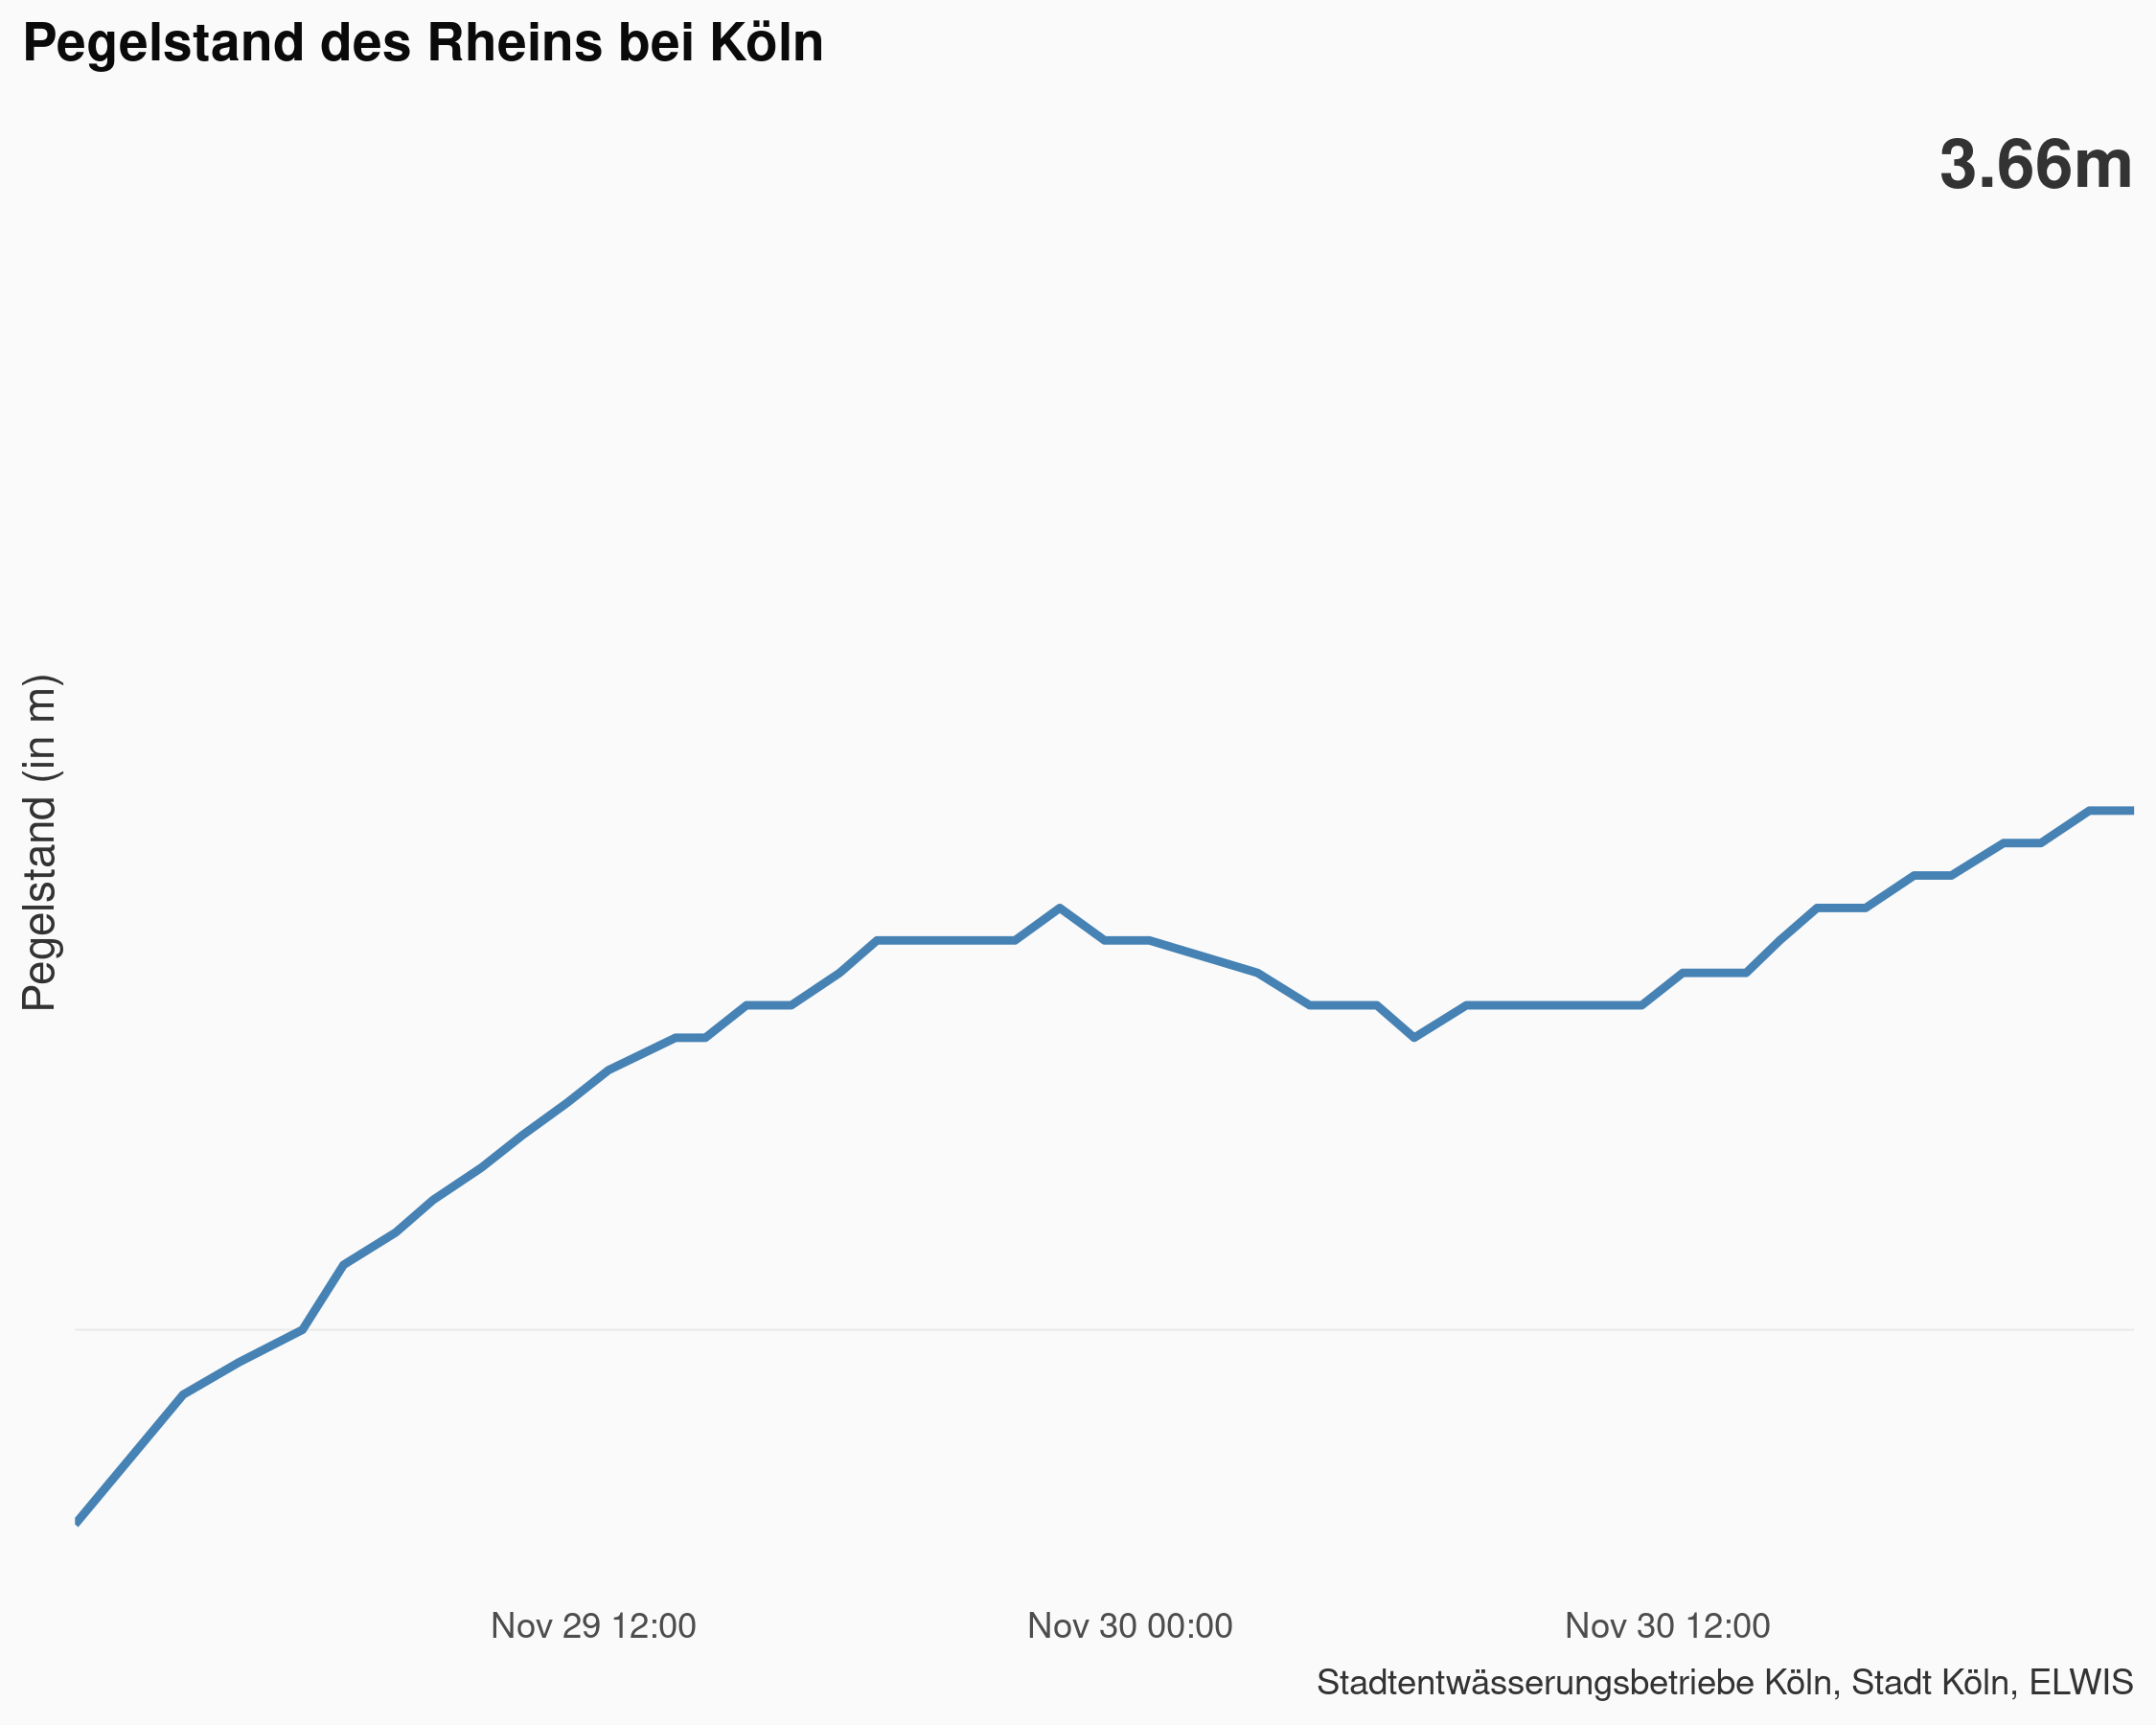 Pegelstand des Rheins bei Köln
3.66m
Pegelstand (in m)
Nov 29 12:00
Nov 30 00:00
Nov 30 12:00
Stadtentwässerungsbetriebe Köln, Stadt Köln, ELWIS